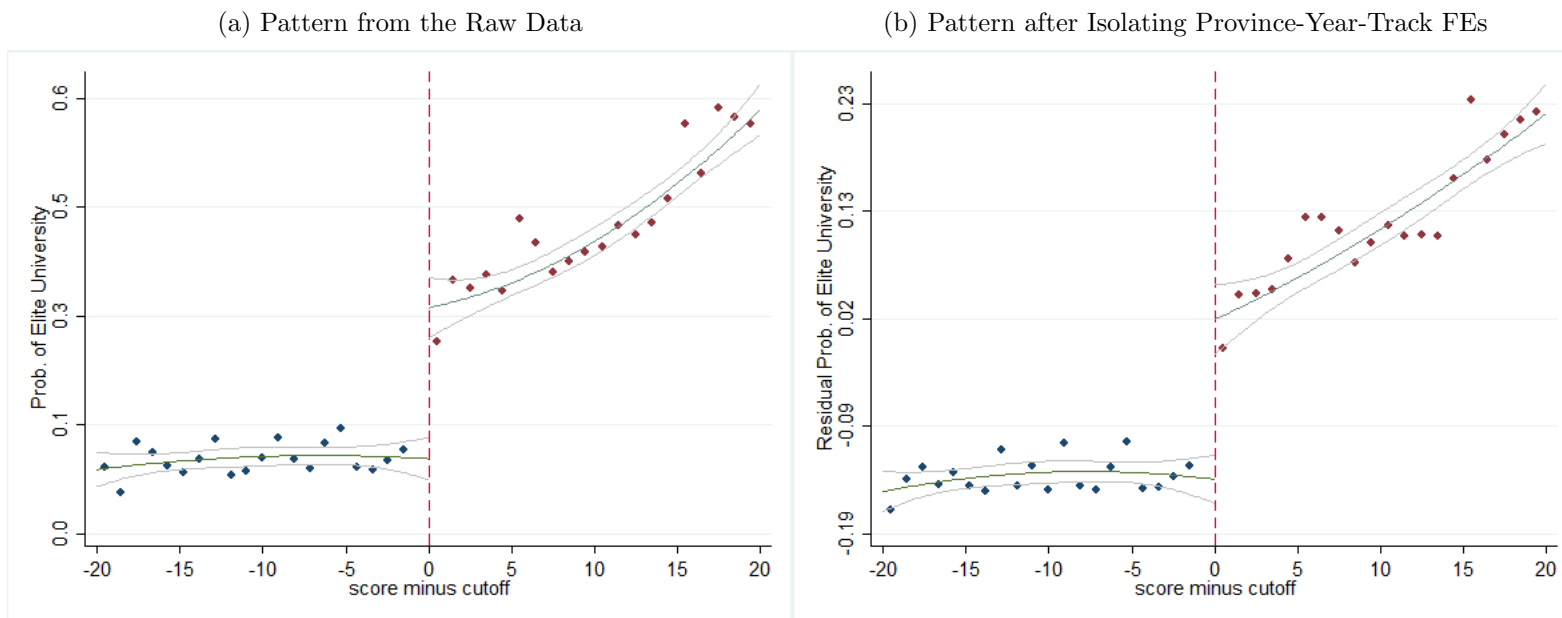 (a) Pattern from the Raw Data
Prob. of Elite University
0.6
0.5
0.3
0.1
0.0
-20 -15 -10 -5 0 5 10 15 20
score minus cutoff
(b) Pattern after Isolating Province-Year-Track FEs
Residual Prob. of Elite University
0.23
0.13
0.02
-0.09
-0.19
-20 -15 -10 -5 0 5 10 15 20
score minus cutoff